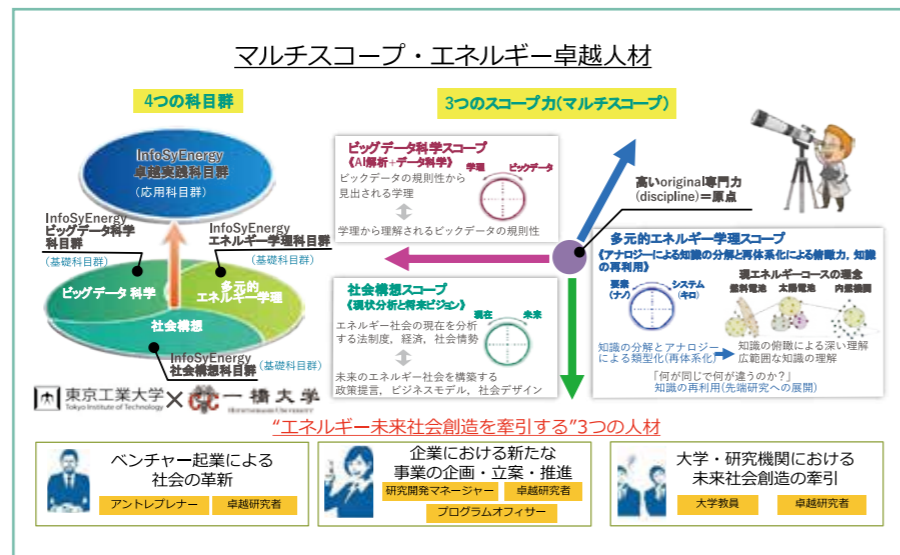 マルチスコープ・エネルギー卓越人材
4つの科目群
InfoSyEnergy
卓越実践科目群
(応用科目群)
InfoSyEnergy
ビッグデータ科学
科目群
(基礎科目群)
InfoSyEnergy
エネルギー学理科目群
(基礎科目群)
ビッグデータ科学
多元的
エネルギー学理
社会構想
InfoSyEnergy
社会構想科目群
(基礎科目群)
東京工業大学
Tokyo Institute of Technology
×
一橋大学
HITOTSUBASHI UNIVERSITY
3つのスコープ力(マルチスコープ)
ビッグデータ科学スコープ
《AI解析+データ科学》
学理
ビックデータ
ビックデータの規則性から
見出される学理
学理から理解されるビックデータの規則性
高いoriginal専門力
(discipline)=原点
社会構想スコープ
《現状分析と将来ビジョン》
現在
未来
エネルギー社会の現在を分析
する法制度, 経済, 社会情勢
未来のエネルギー社会を構築する
政策提言, ビジネスモデル, 社会デザイン
多元的エネルギー学理スコープ
《アナロジーによる知識の分解と再体系化による俯瞰力, 知識
の再利用》
要素
(ナノ)
システム
(キロ)
現エネルギーコースの理念
燃料電池
太陽電池
内燃機関
知識の分解とアナロジー
による類型化(再体系化)
知識の俯瞰による深い理解
広範囲な知識の理解
「何が同じで何が違うのか?」
知識の再利用(先端研究への展開)
“エネルギー未来社会創造を牽引する”3つの人材
ベンチャー起業による
社会の革新
アントレプレナー
卓越研究者
企業における新たな
事業の企画・立案・推進
研究開発マネージャー
卓越研究者
プログラムオフィサー
大学・研究機関における
未来社会創造の牽引
大学教員
卓越研究者